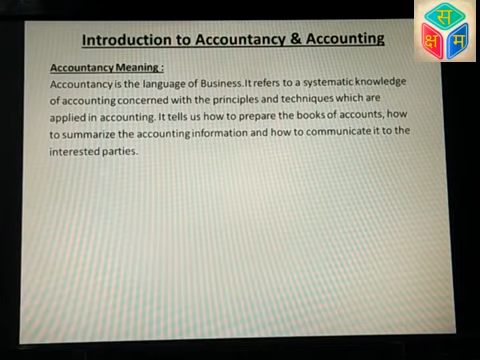 Introduction to Accountancy & Accounting
स
क्ष म
Accountancy Meaning :
Accountancy is the language of Business. It refers to a systematic knowledge
of accounting concerned with the principles and techniques which are
applied in accounting. It tells us how to prepare the books of accounts, how
to summarize the accounting information and how to communicate it to the
interested parties.